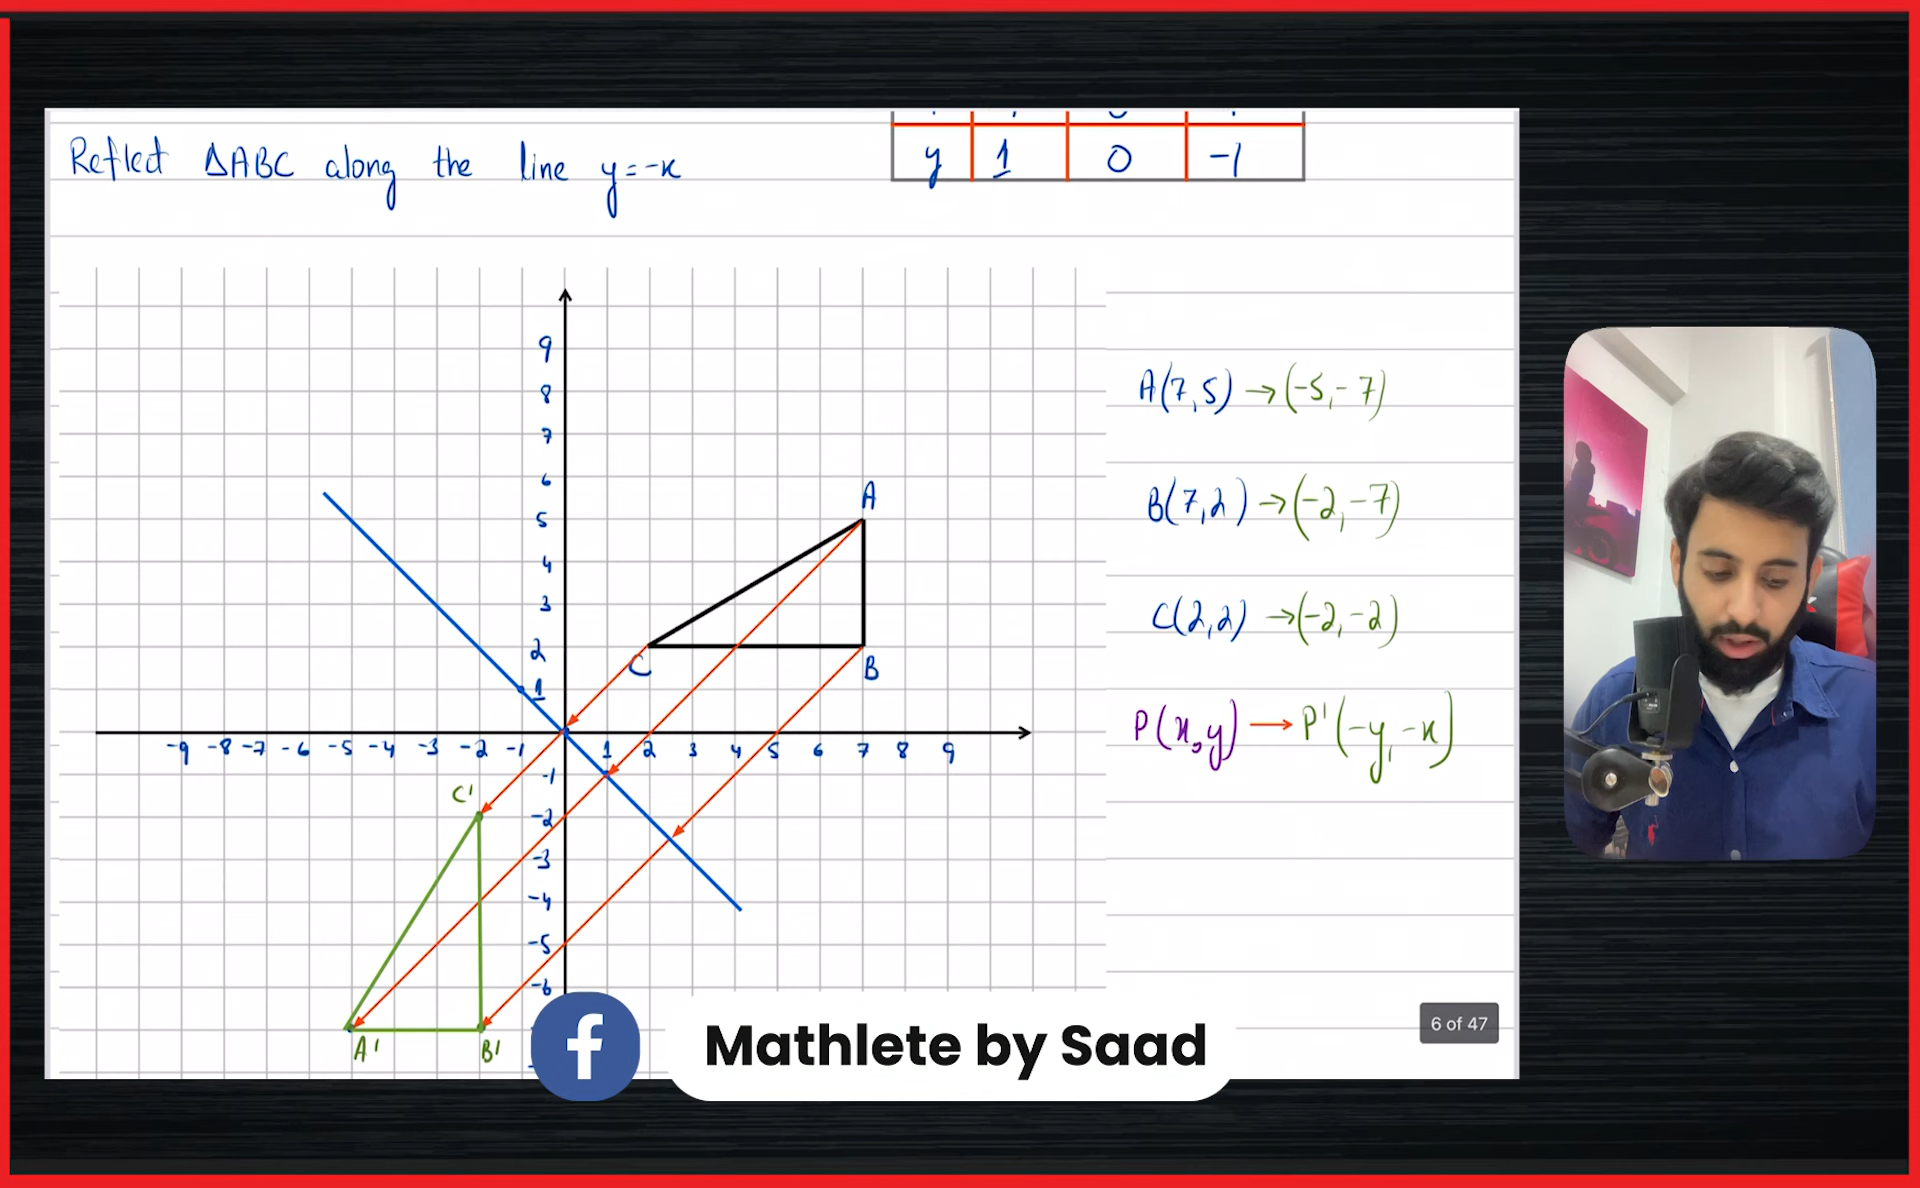 Reflect ΔABC along the line y=-x
y 1 0 -1
9
8
7
6
5
4
3
2
1
A
C
B
-9 -8 -7 -6 -5 -4 -3 -2 -1 1 2 3 4 5 6 7 8 9
-1
-2
-3
-4
-5
-6
C'
A'
B'
A(7,5) → (-5,-7)
B(7,2) → (-2,-7)
C(2,2) → (-2,-2)
P(x,y) → P'(-y,-x)
6 of 47
f
Mathlete by Saad